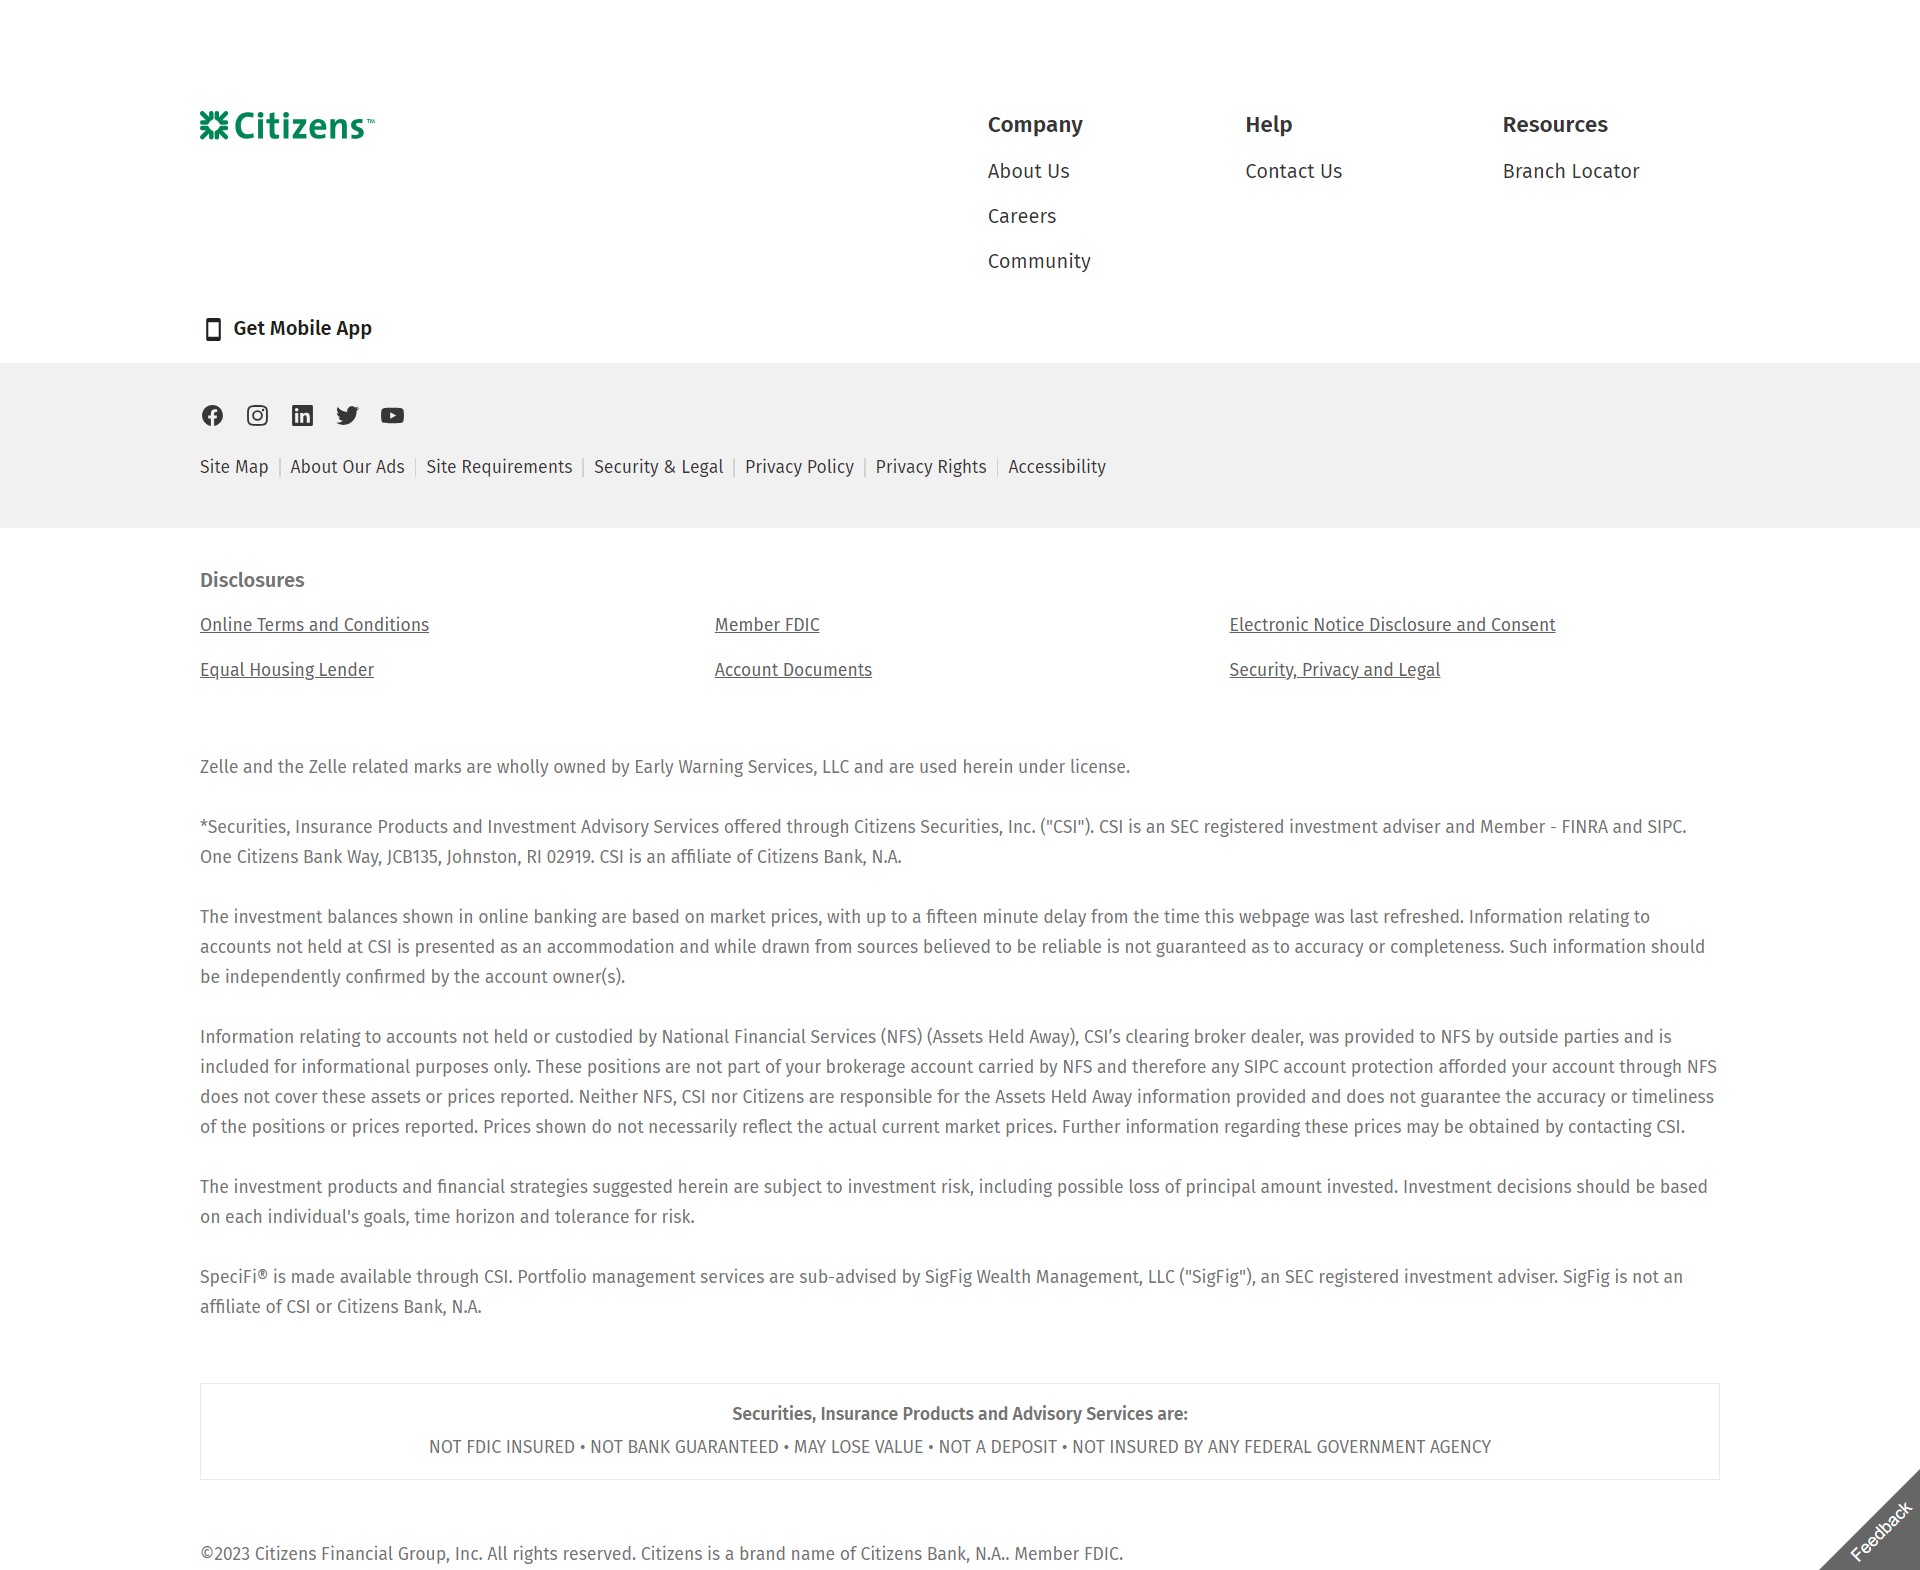 Citizens™
Company
About Us
Careers
Community
Help
Contact Us
Resources
Branch Locator
Get Mobile App
Site Map | About Our Ads | Site Requirements | Security & Legal | Privacy Policy | Privacy Rights | Accessibility
Disclosures
Online Terms and Conditions
Member FDIC
Electronic Notice Disclosure and Consent
Equal Housing Lender
Account Documents
Security, Privacy and Legal
Zelle and the Zelle related marks are wholly owned by Early Warning Services, LLC and are used herein under license.
*Securities, Insurance Products and Investment Advisory Services offered through Citizens Securities, Inc. ("CSI"). CSI is an SEC registered investment adviser and Member - FINRA and SIPC.
One Citizens Bank Way, JCB135, Johnston, RI 02919. CSI is an affiliate of Citizens Bank, N.A.
The investment balances shown in online banking are based on market prices, with up to a fifteen minute delay from the time this webpage was last refreshed. Information relating to
accounts not held at CSI is presented as an accommodation and while drawn from sources believed to be reliable is not guaranteed as to accuracy or completeness. Such information should
be independently confirmed by the account owner(s).
Information relating to accounts not held or custodied by National Financial Services (NFS) (Assets Held Away), CSI’s clearing broker dealer, was provided to NFS by outside parties and is
included for informational purposes only. These positions are not part of your brokerage account carried by NFS and therefore any SIPC account protection afforded your account through NFS
does not cover these assets or prices reported. Neither NFS, CSI nor Citizens are responsible for the Assets Held Away information provided and does not guarantee the accuracy or timeliness
of the positions or prices reported. Prices shown do not necessarily reflect the actual current market prices. Further information regarding these prices may be obtained by contacting CSI.
The investment products and financial strategies suggested herein are subject to investment risk, including possible loss of principal amount invested. Investment decisions should be based
on each individual's goals, time horizon and tolerance for risk.
SpeciFi® is made available through CSI. Portfolio management services are sub-advised by SigFig Wealth Management, LLC ("SigFig"), an SEC registered investment adviser. SigFig is not an
affiliate of CSI or Citizens Bank, N.A.
Securities, Insurance Products and Advisory Services are:
NOT FDIC INSURED • NOT BANK GUARANTEED • MAY LOSE VALUE • NOT A DEPOSIT • NOT INSURED BY ANY FEDERAL GOVERNMENT AGENCY
Feedback
©2023 Citizens Financial Group, Inc. All rights reserved. Citizens is a brand name of Citizens Bank, N.A.. Member FDIC.